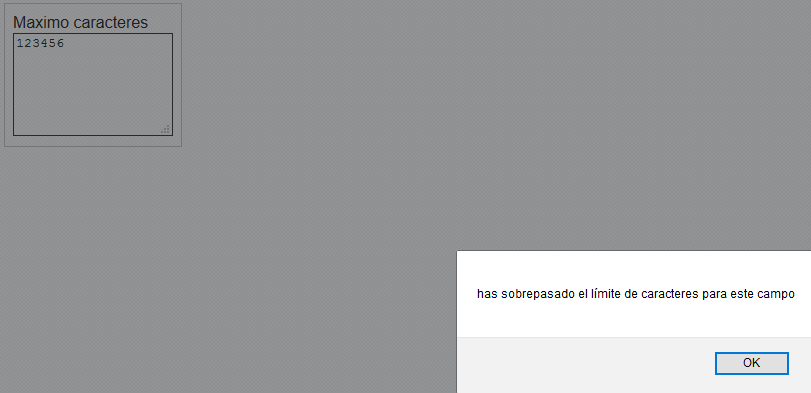 Maximo caracteres
123456
has sobrepasado el límite de caracteres para este campo
OK